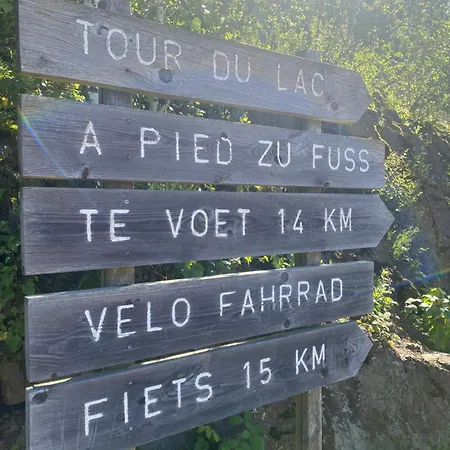 TOUR DU LAC
A PIED ZU FUSS
TE VOET 14 KM
VELO FAHRRAD
FIETS 15 KM